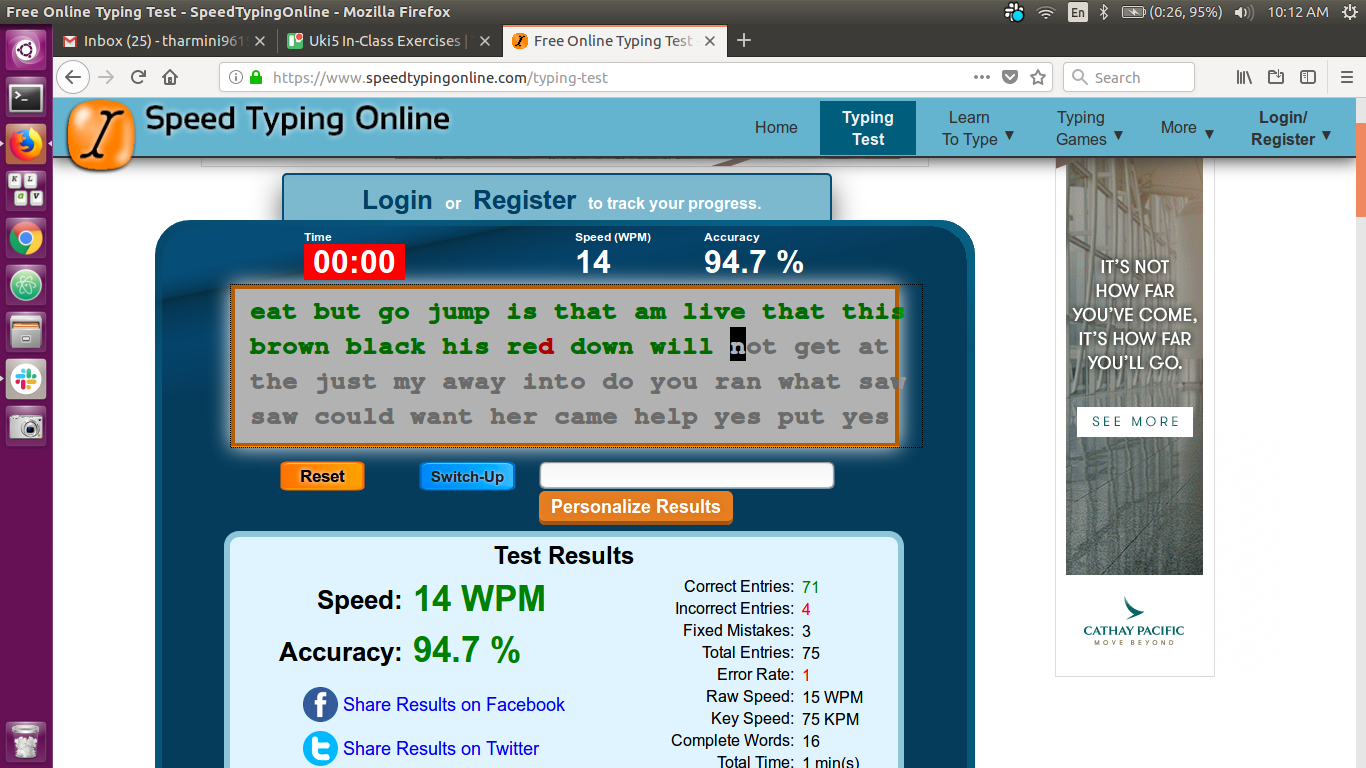 Free Online Typing Test - SpeedTypingOnline - Mozilla Firefox
En (0:26, 95%) 10:12 AM
Inbox (25) - tharmini961
Uki5 In-Class Exercises |
Free Online Typing Test
https://www.speedtypingonline.com/typing-test
Search
Speed Typing Online
Home
Typing Test
Learn To Type ▼
Typing Games ▼
More ▼
Login/ Register ▼
Login or Register to track your progress.
Time
00:00
Speed (WPM)
14
Accuracy
94.7 %
eat but go jump is that am live that this
brown black his red down will not get at
the just my away into do you ran what saw
saw could want her came help yes put yes
Reset
Switch-Up
Personalize Results
Test Results
Speed: 14 WPM
Accuracy: 94.7 %
Share Results on Facebook
Share Results on Twitter
Correct Entries: 71
Incorrect Entries: 4
Fixed Mistakes: 3
Total Entries: 75
Error Rate: 1
Raw Speed: 15 WPM
Key Speed: 75 KPM
Complete Words: 16
Total Time: 1 min(s)
IT'S NOT
HOW FAR
YOU'VE COME,
IT'S HOW FAR
YOU'LL GO.
SEE MORE
CATHAY PACIFIC
MOVE BEYOND